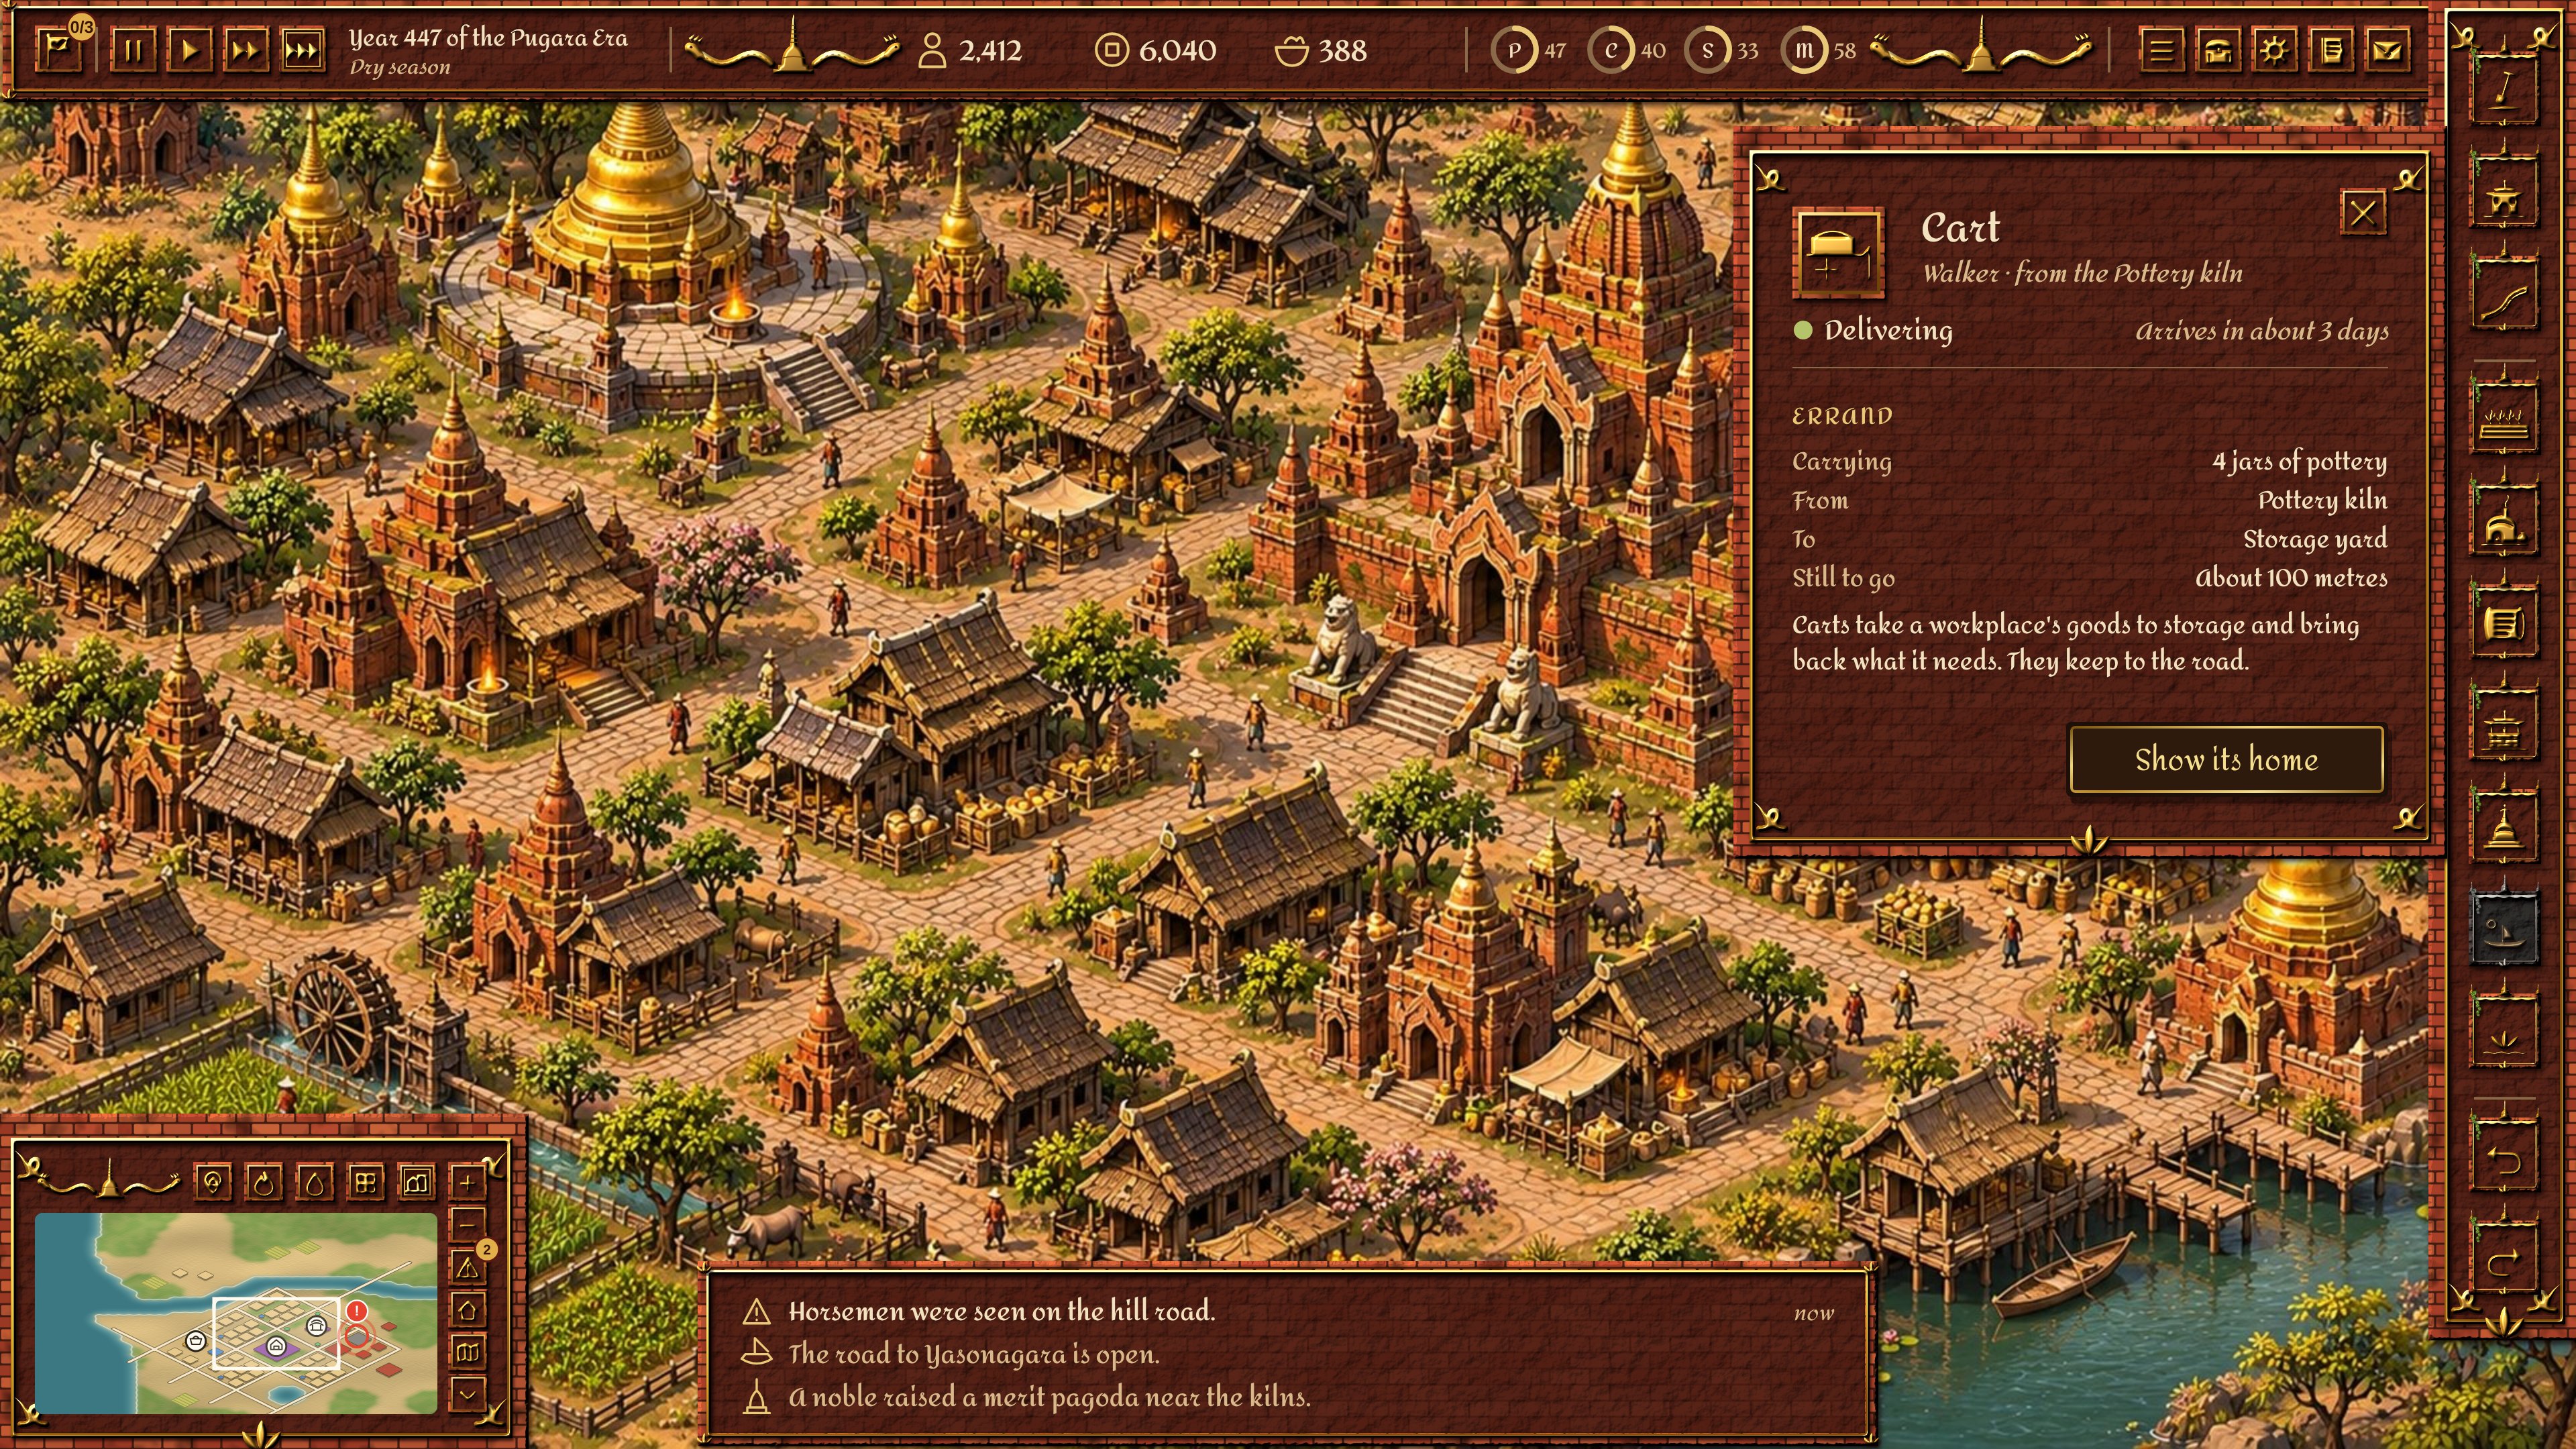 0/3
Year 447 of the Pugara Era
Dry season
2,412
6,040
388
P 47
C 40
S 33
M 58
Cart
Walker · from the Pottery kiln
Delivering
Arrives in about 3 days
ERRAND
Carrying 4 jars of pottery
From Pottery kiln
To Storage yard
Still to go About 100 metres
Carts take a workplace's goods to storage and bring
back what it needs. They keep to the road.
Show its home
2
!
Horsemen were seen on the hill road. now
The road to Yasonagara is open.
A noble raised a merit pagoda near the kilns.